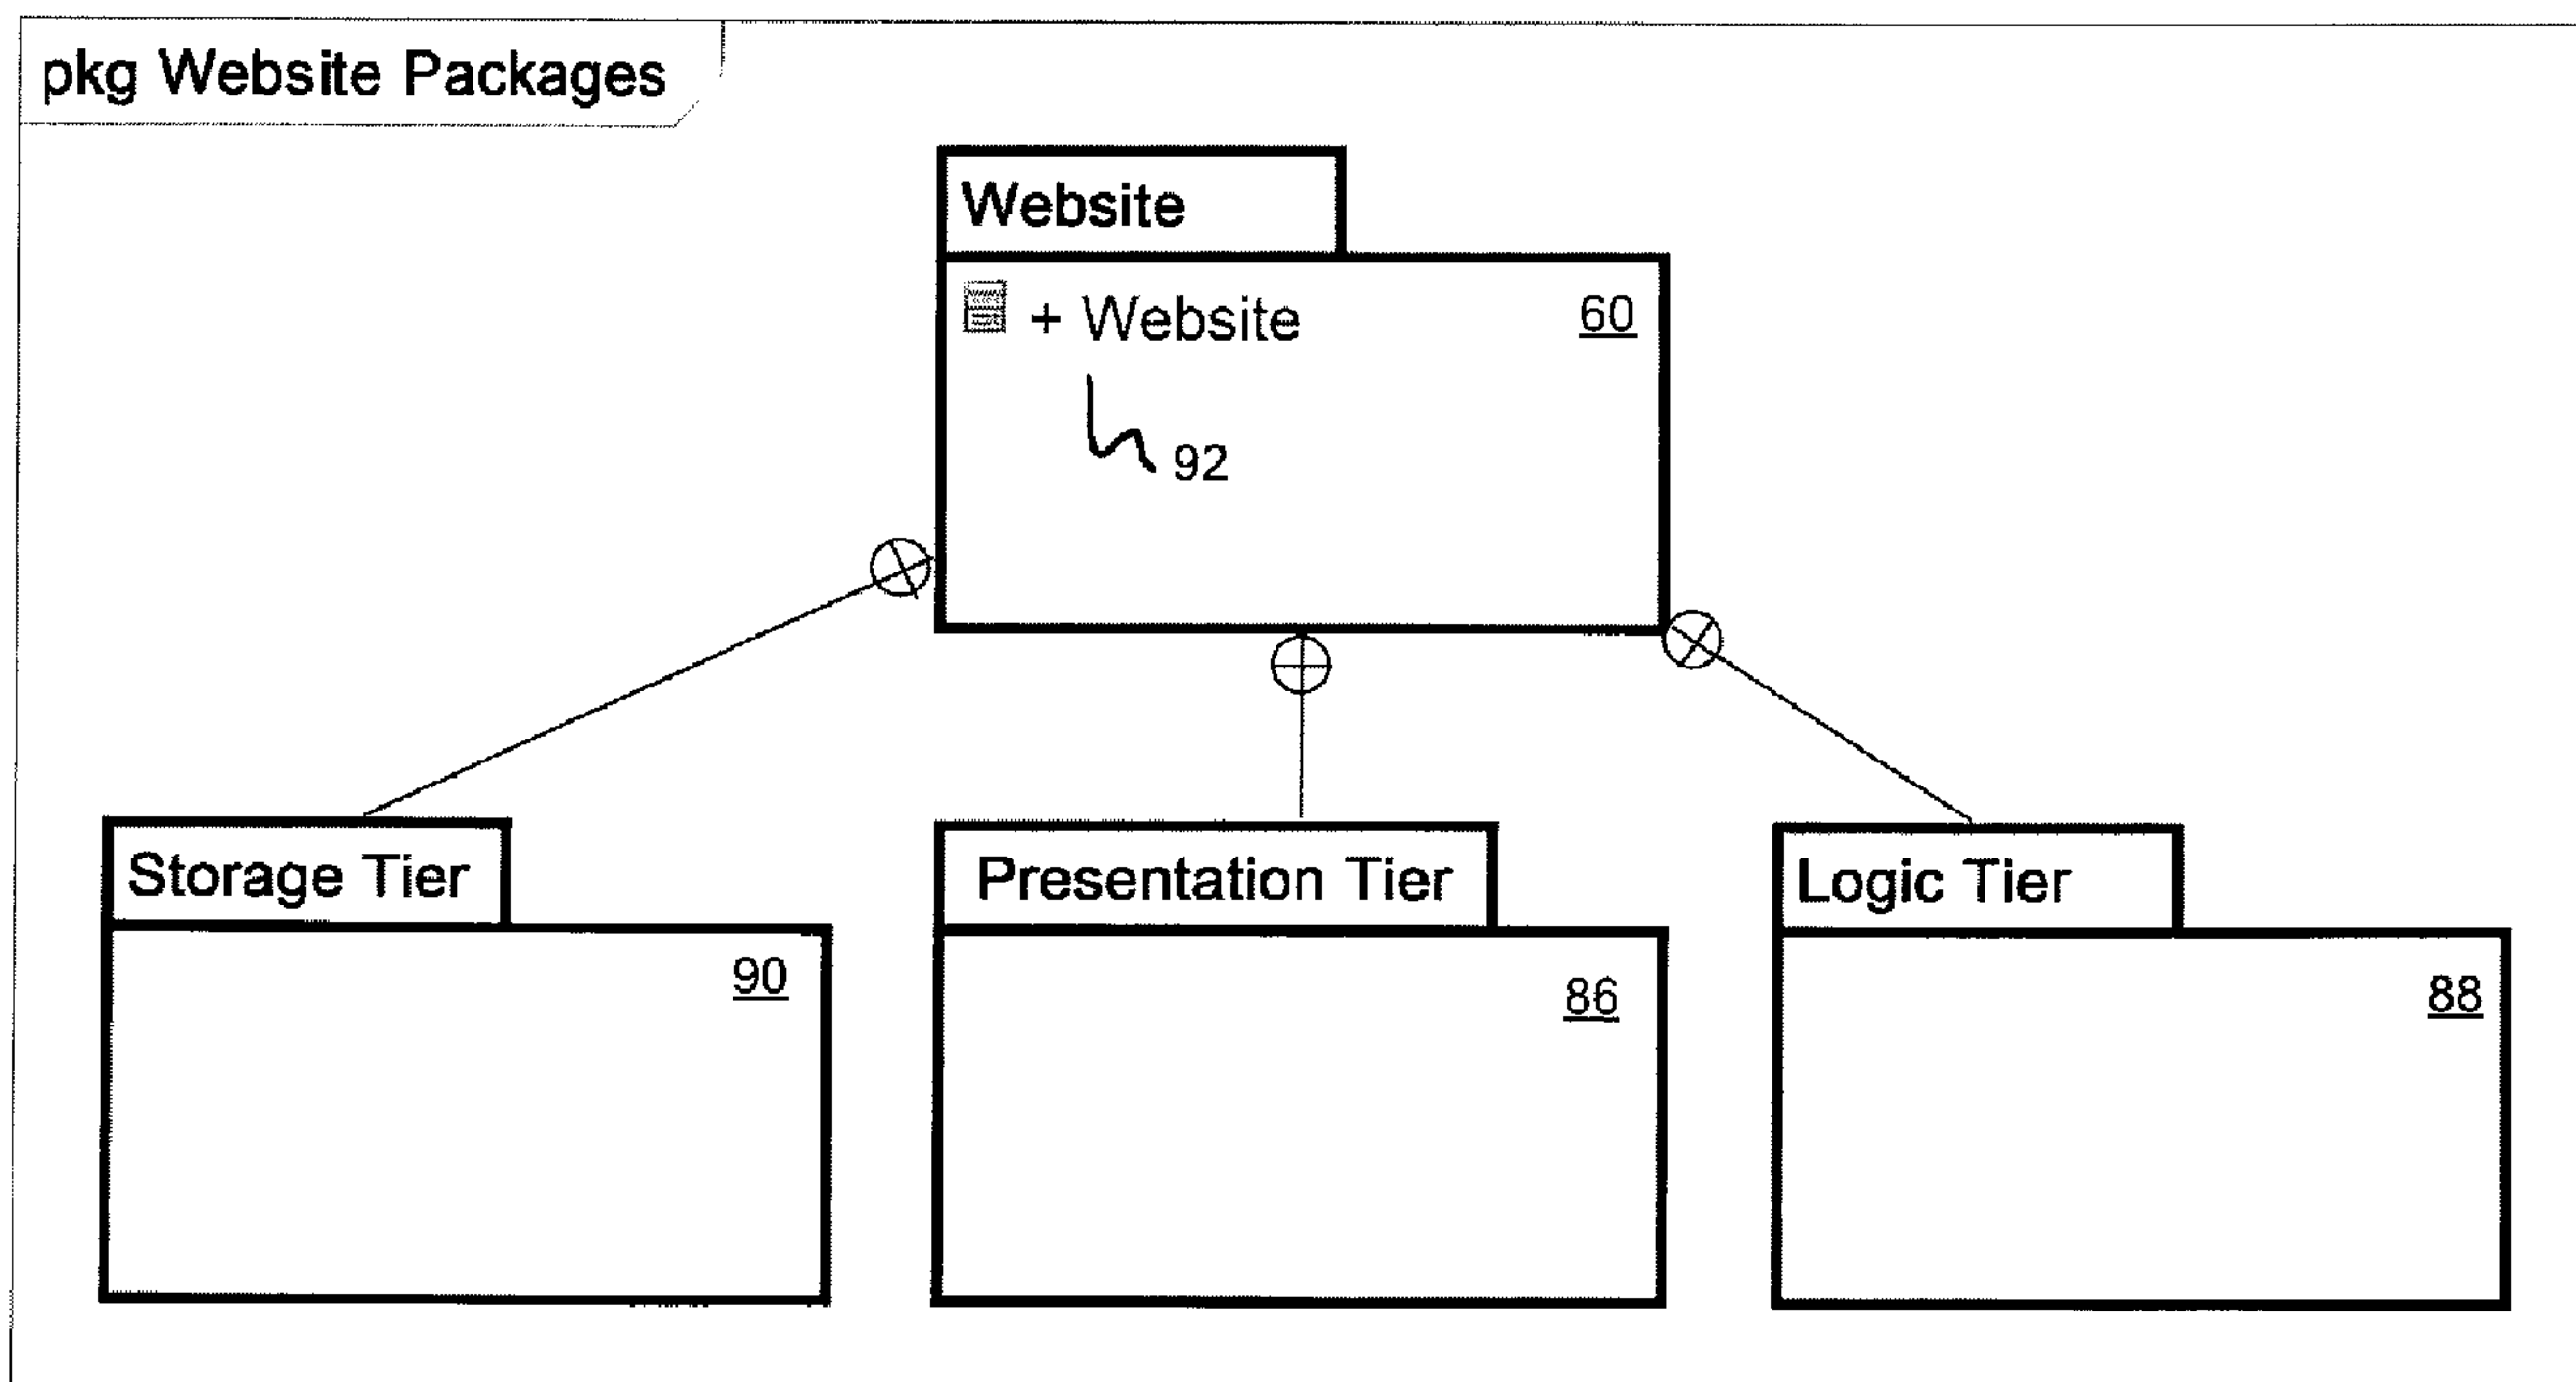 pkg Website Packages
Website
+ Website
60
92
Storage Tier
Presentation Tier
Logic Tier
90
86
88